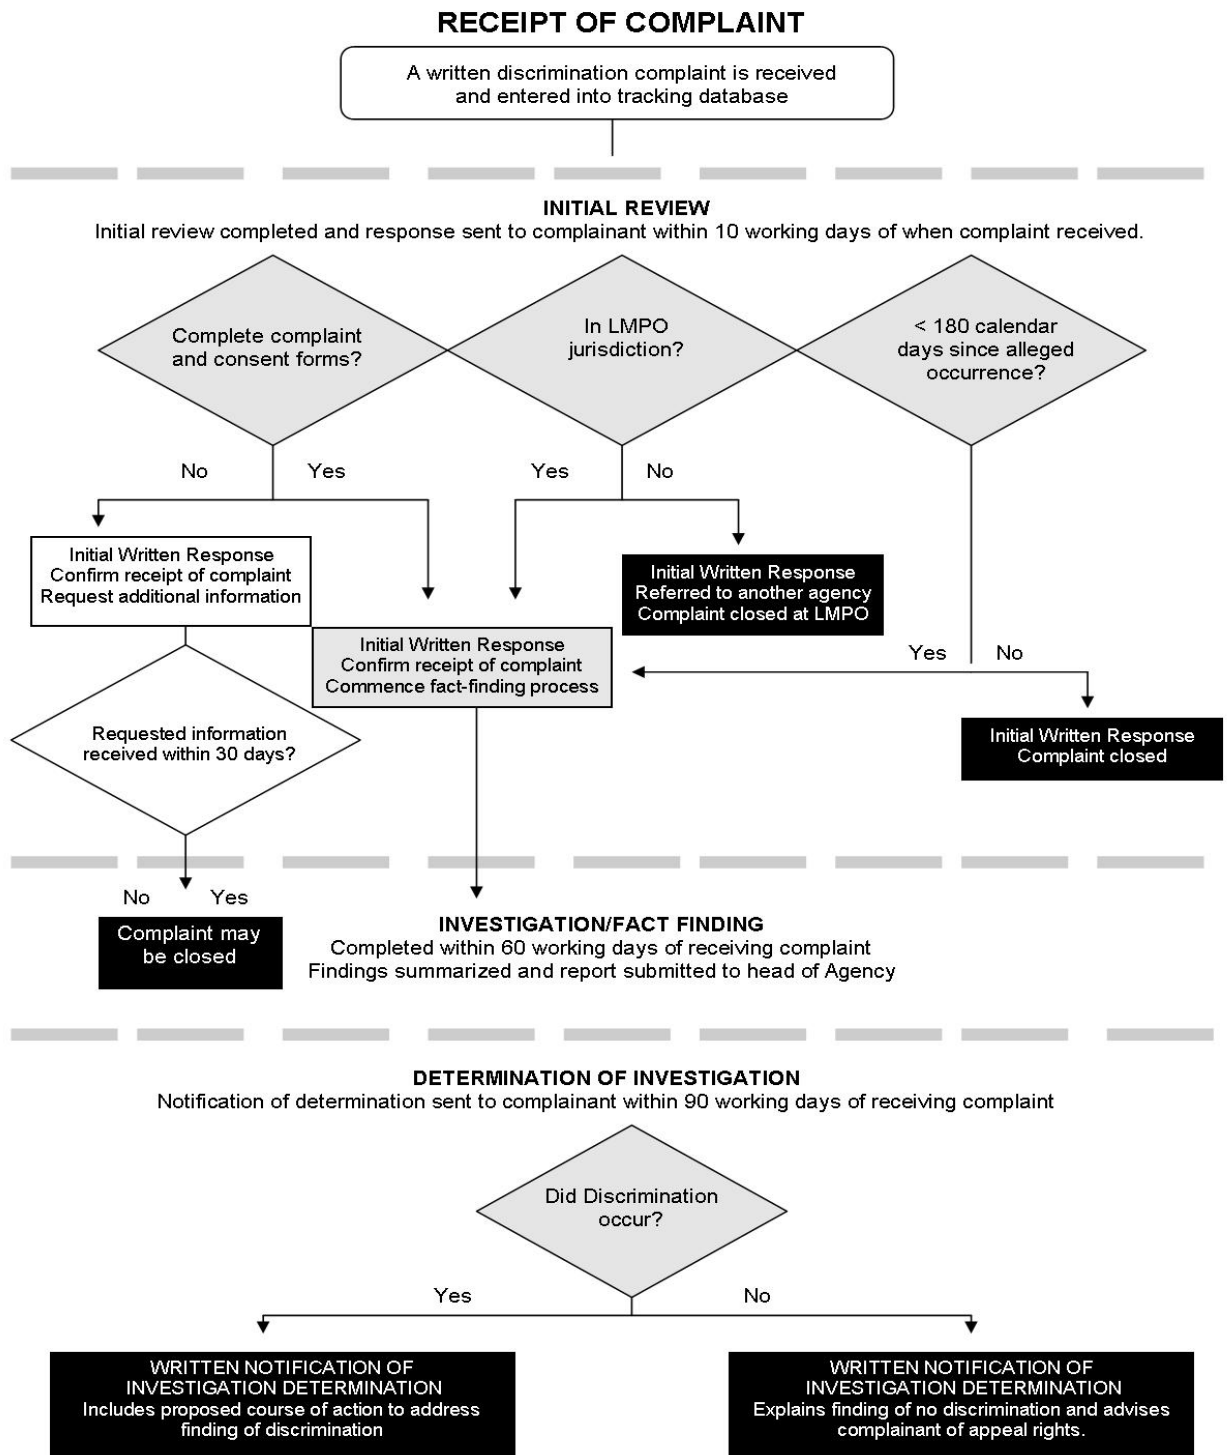 RECEIPT OF COMPLAINT
A written discrimination complaint is received
and entered into tracking database
INITIAL REVIEW
Initial review completed and response sent to complainant within 10 working days of when complaint received.
Complete complaint
and consent forms?
In LMPO
jurisdiction?
< 180 calendar
days since alleged
occurrence?
No
Yes
Yes
No
Initial Written Response
Confirm receipt of complaint
Request additional information
Initial Written Response
Referred to another agency
Complaint closed at LMPO
Initial Written Response
Confirm receipt of complaint
Commence fact-finding process
Yes
No
Requested information
received within 30 days?
Initial Written Response
Complaint closed
No
Yes
Complaint may
be closed
INVESTIGATION/FACT FINDING
Completed within 60 working days of receiving complaint
Findings summarized and report submitted to head of Agency
DETERMINATION OF INVESTIGATION
Notification of determination sent to complainant within 90 working days of receiving complaint
Did Discrimination
occur?
Yes
No
WRITTEN NOTIFICATION OF
INVESTIGATION DETERMINATION
Includes proposed course of action to address
finding of discrimination
WRITTEN NOTIFICATION OF
INVESTIGATION DETERMINATION
Explains finding of no discrimination and advises
complainant of appeal rights.